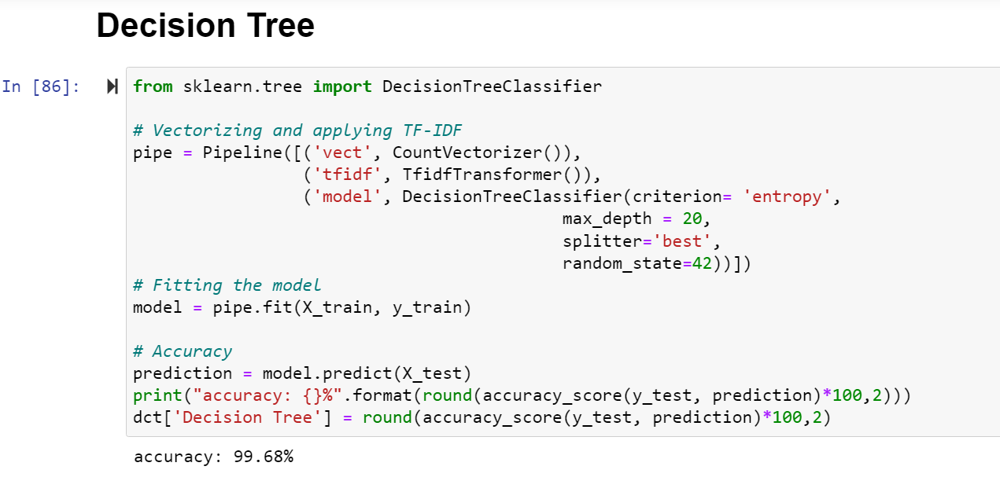 Decision Tree
In [86]:
from sklearn.tree import DecisionTreeClassifier
# Vectorizing and applying TF-IDF
pipe = Pipeline([('vect', CountVectorizer()),
('tfidf', TfidfTransformer()),
('model', DecisionTreeClassifier(criterion= 'entropy',
max_depth = 20,
splitter='best',
random_state=42))])
# Fitting the model
model = pipe.fit(X_train, y_train)
# Accuracy
prediction = model.predict(X_test)
print("accuracy: {}%".format(round(accuracy_score(y_test, prediction)*100,2)))
dct['Decision Tree'] = round(accuracy_score(y_test, prediction)*100,2)
accuracy: 99.68%